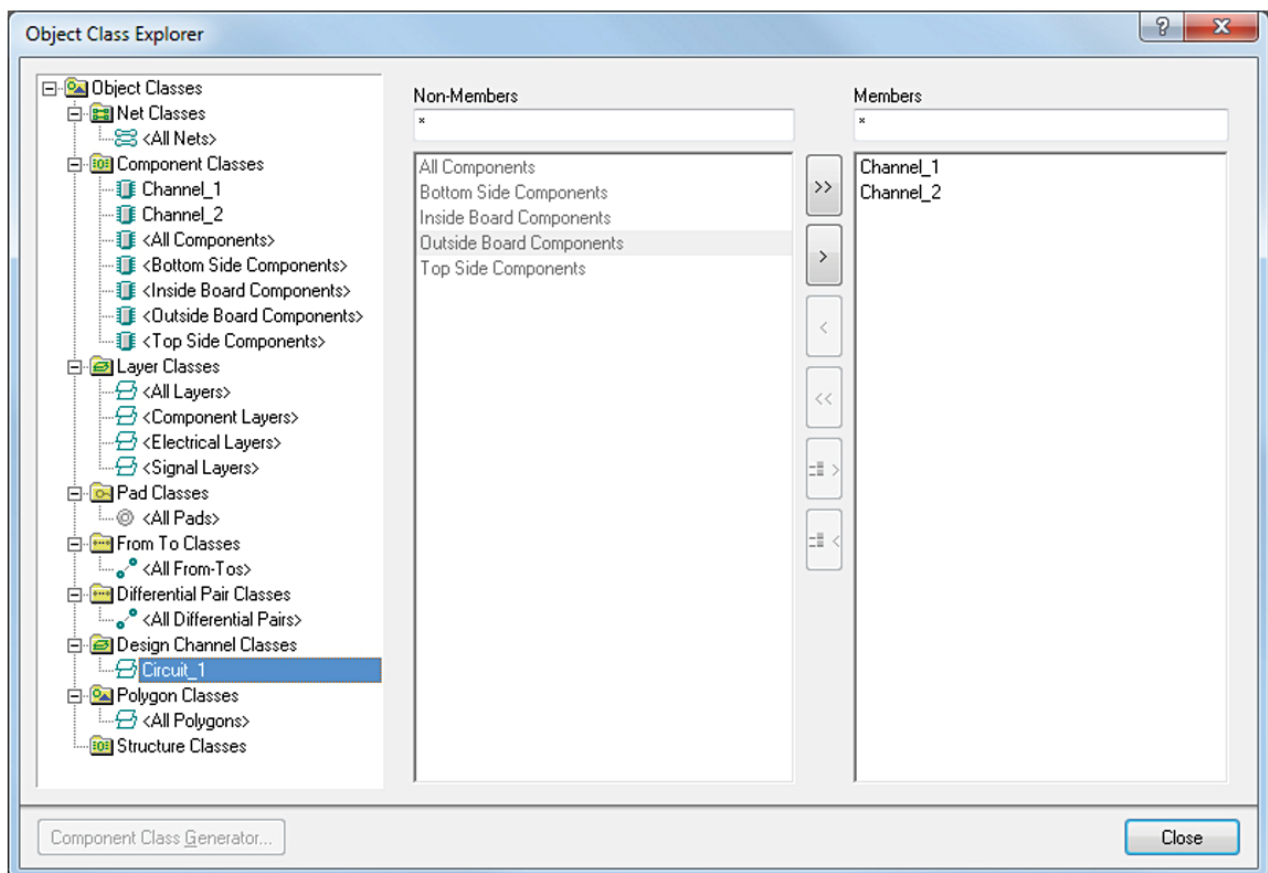 Object Class Explorer
Object Classes
Net Classes
<All Nets>
Component Classes
Channel_1
Channel_2
<All Components>
<Bottom Side Components>
<Inside Board Components>
<Outside Board Components>
<Top Side Components>
Layer Classes
<All Layers>
<Component Layers>
<Electrical Layers>
<Signal Layers>
Pad Classes
<All Pads>
From To Classes
<All From-Tos>
Differential Pair Classes
<All Differential Pairs>
Design Channel Classes
Circuit_1
Polygon Classes
<All Polygons>
Structure Classes
Non-Members
*
All Components
Bottom Side Components
Inside Board Components
Outside Board Components
Top Side Components
>>
>
<
<<
>
<
Members
*
Channel_1
Channel_2
Component Class Generator...
Close